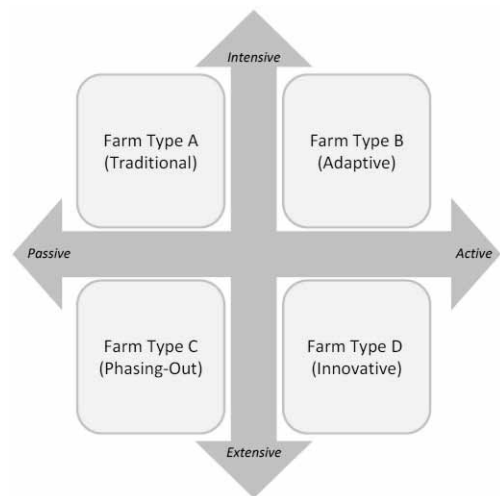 Intensive
Farm Type A
(Traditional)
Farm Type B
(Adaptive)
Passive
Active
Farm Type C
(Phasing-Out)
Farm Type D
(Innovative)
Extensive